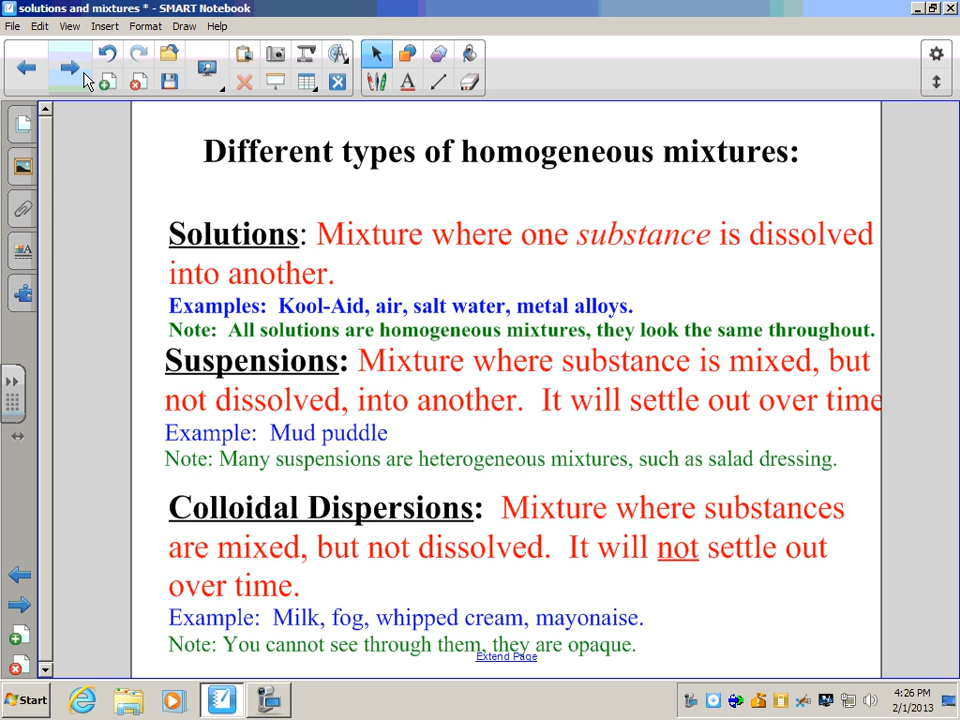 solutions and mixtures * - SMART Notebook
File Edit View Insert Format Draw Help
Different types of homogeneous mixtures:
Solutions: Mixture where one substance is dissolved
into another.
Examples: Kool-Aid, air, salt water, metal alloys.
Note: All solutions are homogeneous mixtures, they look the same throughout.
Suspensions: Mixture where substance is mixed, but
not dissolved, into another. It will settle out over time
Example: Mud puddle
Note: Many suspensions are heterogeneous mixtures, such as salad dressing.
Colloidal Dispersions: Mixture where substances
are mixed, but not dissolved. It will not settle out
over time.
Example: Milk, fog, whipped cream, mayonaise.
Note: You cannot see through them, they are opaque.
Extend Page
Start
4:26 PM
2/1/2013